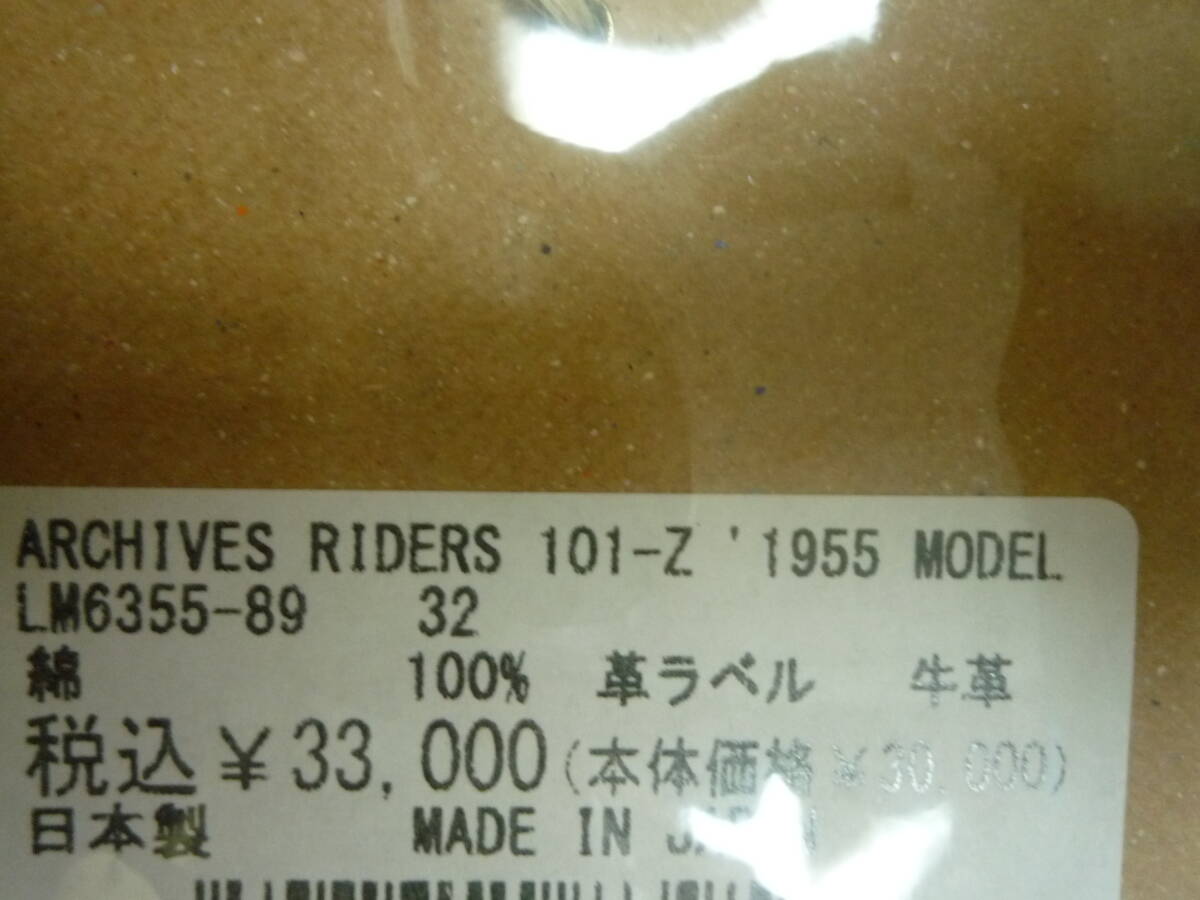 ARCHIVES RIDERS 101-Z '1955 MODEL
LM6355-89 32
綿 100% 革ラベル 牛革
税込¥33,000(本体価格¥30,000)
日本製 MADE IN JAPAN